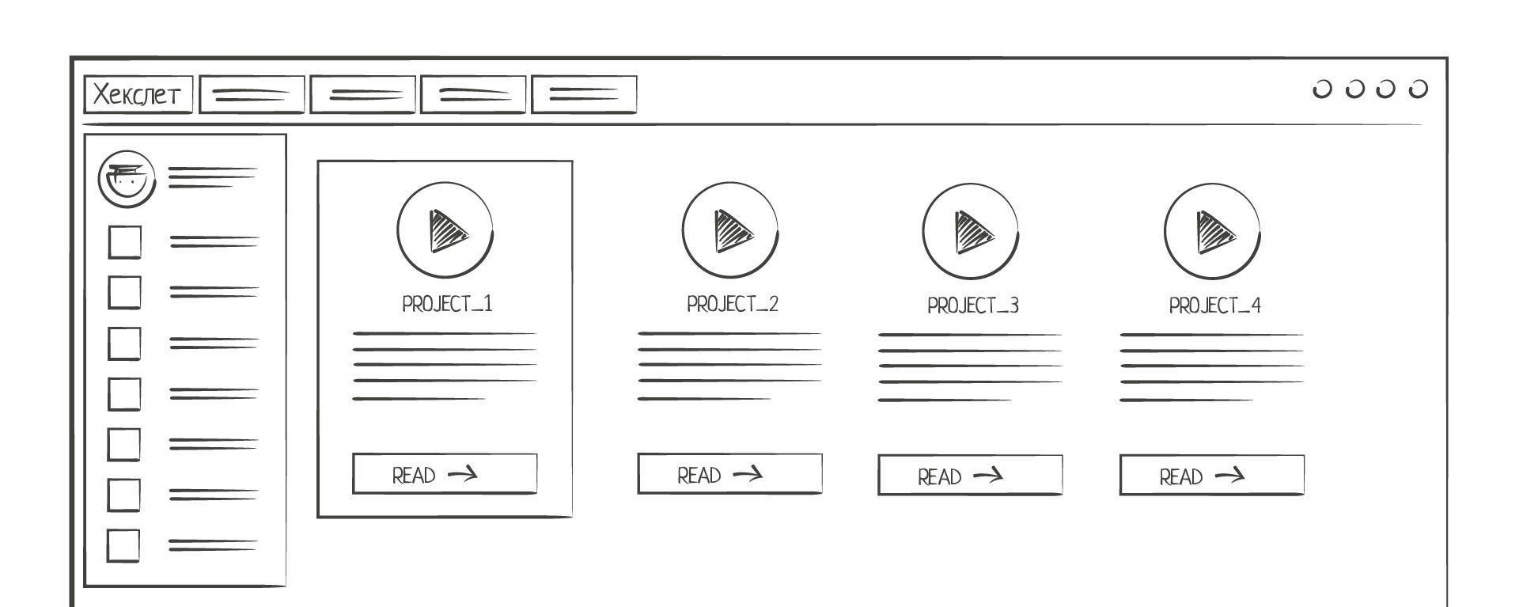 Хекслет
PROJECT_1
PROJECT_2
PROJECT_3
PROJECT_4
READ →
READ →
READ →
READ →